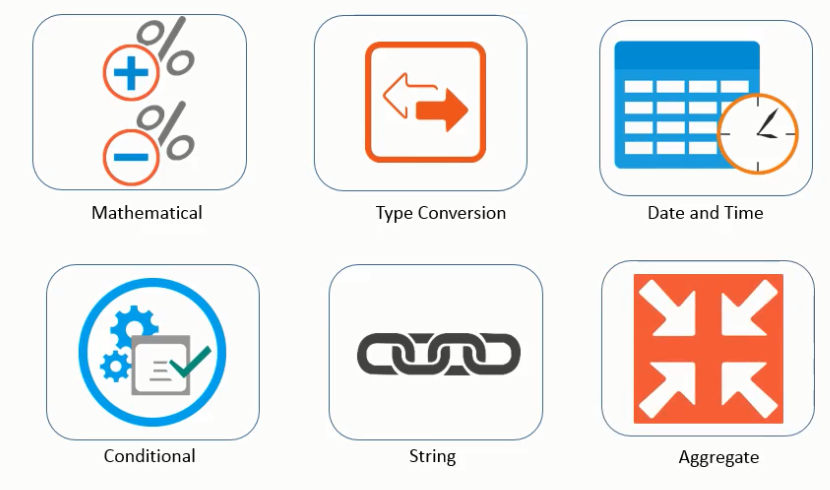 Mathematical
Type Conversion
Date and Time
Conditional
String
Aggregate